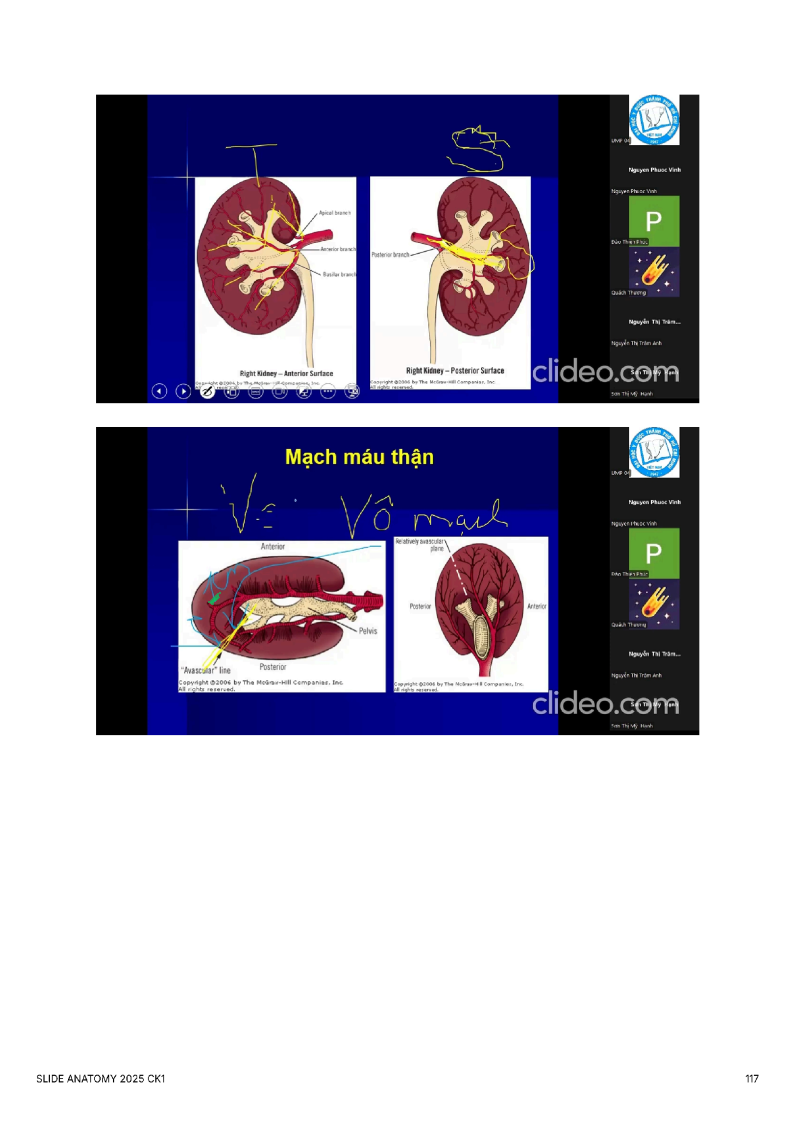 T
S
Apical branch
Anterior branch
Basilar branch
Right Kidney – Anterior Surface
Copyright ©2006 by The McGraw-Hill Companies, Inc.
All rights reserved.
Posterior branch
Right Kidney – Posterior Surface
Copyright ©2006 by The McGraw-Hill Companies, Inc.
All rights reserved.
clideo.com
UMP
Nguyen Phuoc Vinh
Nguyen Phuoc Vinh
P
Đào Thiên Phúc
Quách Thương
Nguyễn Thị Trâm...
Nguyễn Thị Trâm Anh
Sơn Thị Mỹ Hạnh
Sơn Thị Mỹ Hạnh
Mạch máu thận
Vô mạch
Anterior
Pelvis
"Avascular" line
Posterior
Copyright ©2006 by The McGraw-Hill Companies, Inc.
All rights reserved.
Relatively avascular
plane
Posterior
Anterior
Copyright ©2006 by The McGraw-Hill Companies, Inc.
All rights reserved.
clideo.com
UMP
Nguyen Phuoc Vinh
Nguyen Phuoc Vinh
P
Đào Thiên Phúc
Quách Thương
Nguyễn Thị Trâm...
Nguyễn Thị Trâm Anh
Sơn Thị Mỹ Hạnh
Sơn Thị Mỹ Hạnh
SLIDE ANATOMY 2025 CK1
117